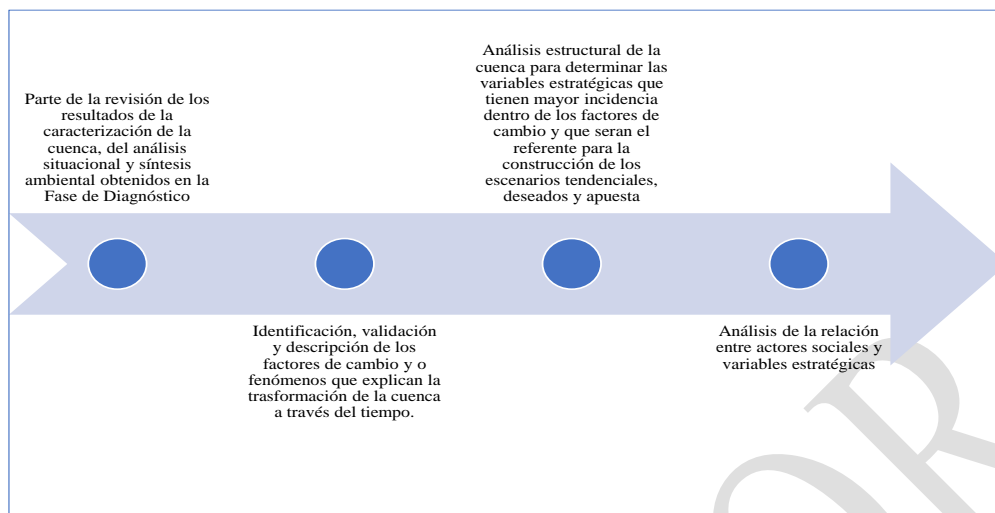 Parte de la revisión de los
resultados de la
caracterización de la
cuenca, del análisis
situacional y síntesis
ambiental obtenidos en la
Fase de Diagnóstico
Identificación, validación
y descripción de los
factores de cambio y o
fenómenos que explican la
trasformación de la cuenca
a través del tiempo.
Análisis estructural de la
cuenca para determinar las
variables estratégicas que
tienen mayor incidencia
dentro de los factores de
cambio y que seran el
referente para la
construcción de los
escenarios tendenciales,
deseados y apuesta
Análisis de la relación
entre actores sociales y
variables estratégicas
OR